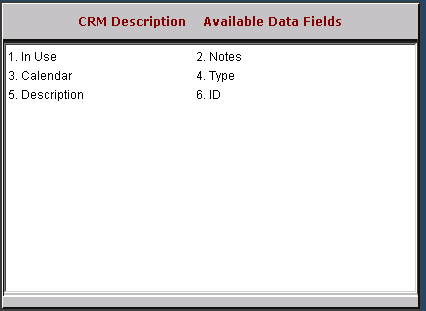 CRM Description Available Data Fields
1. In Use 2. Notes
3. Calendar 4. Type
5. Description 6. ID